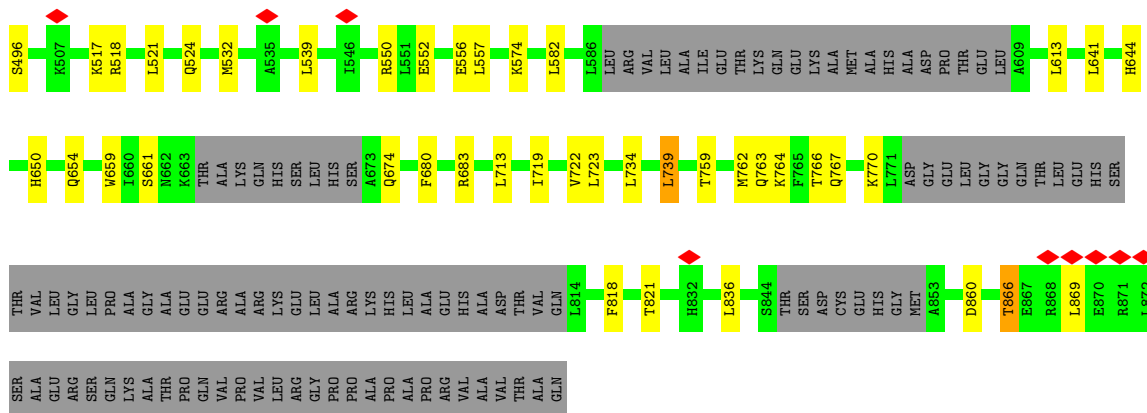 S496 K507 K517 R518 L521 Q524 M532 A535 L539 I546 R550 L551 E552 E556 L557 K574 L582 L586 LEU ARG VAL LEU ALA ILE GLU THR LYS GLN GLU LYS ALA MET ALA HIS ALA ASP PRO THR GLU LEU A609 L613 L641 H644
H650 Q654 W659 I660 S661 N662 K663 THR ALA LYS GLN HIS SER LEU HIS SER A673 Q674 F680 R683 L713 I719 V722 L723 L734 L739 T759 M762 Q763 K764 F765 T766 Q767 K770 L771 ASP GLY GLU LEU GLY GLY GLN THR LEU GLU HIS SER
THR VAL LEU GLY LEU PRO ALA GLY ALA GLU GLU ARG ALA ARG LYS GLU LEU ALA ARG LYS HIS LEU ALA GLU HIS ALA ASP THR VAL GLN L814 F818 T821 H832 L836 S844 THR SER ASP CYS GLU HIS GLY MET A853 D860 T866 E867 R868 L869 E870 R871 L872
SER ALA GLU ARG SER GLN LYS ALA THR PRO GLN VAL PRO VAL LEU ARG GLY PRO PRO ALA PRO ALA PRO ARG VAL ALA VAL THR ALA GLN